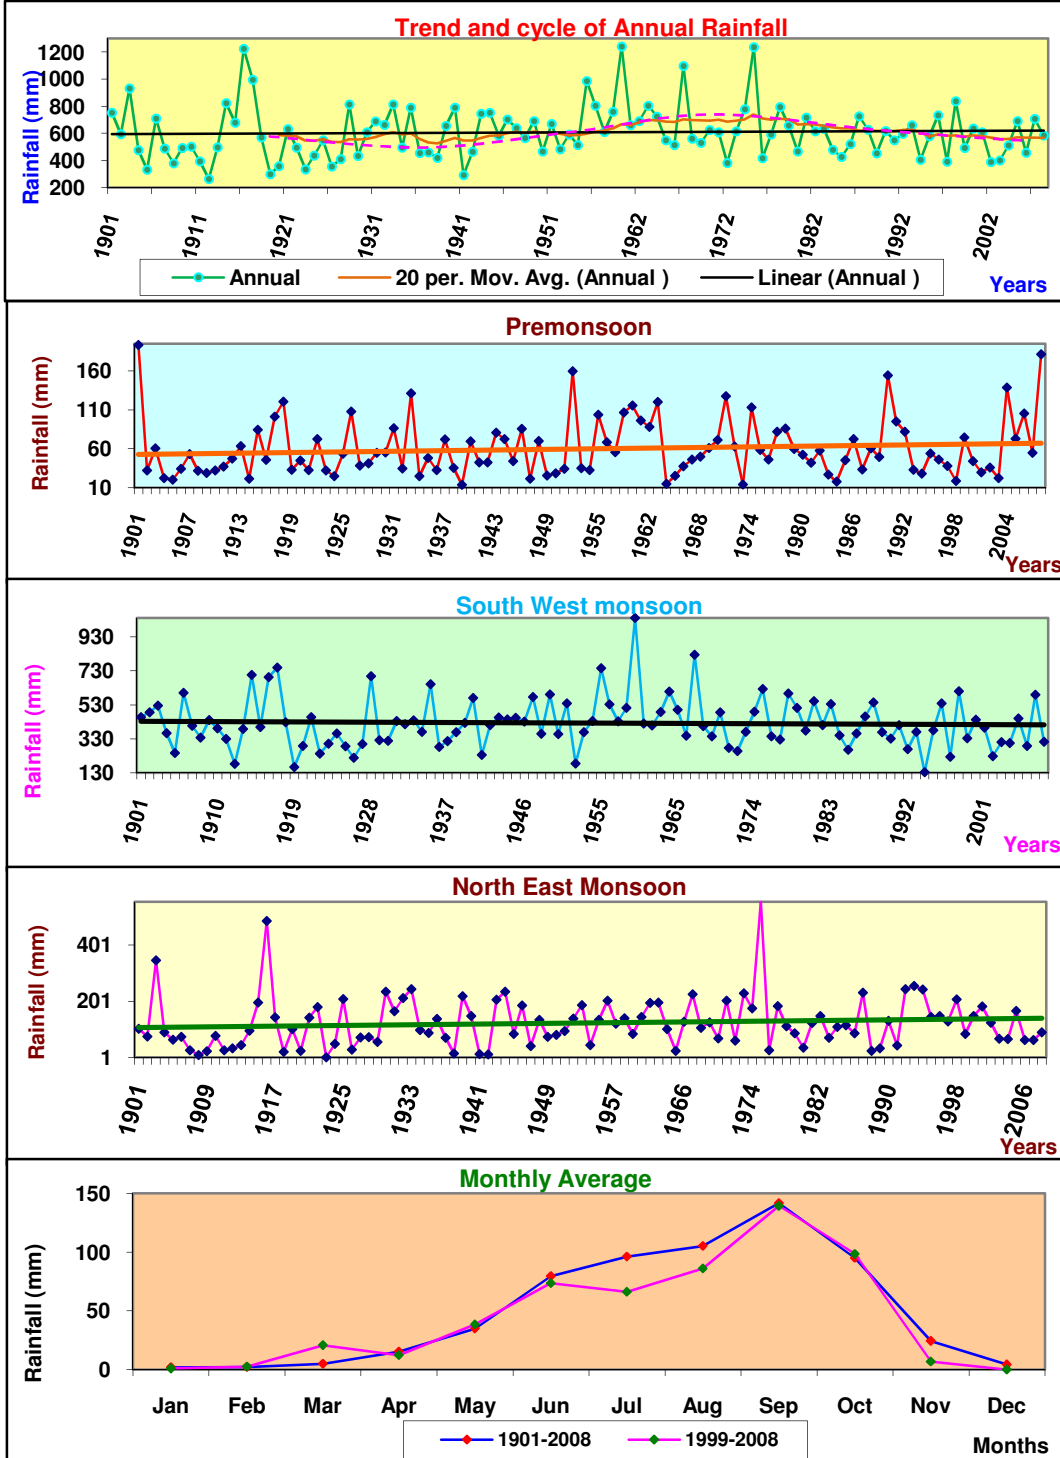 Trend and cycle of Annual Rainfall
Rainfall (mm)
1200
1000
800
600
400
200
1901 1911 1921 1931 1941 1951 1962 1972 1982 1992 2002
Annual 20 per. Mov. Avg. (Annual ) Linear (Annual )
Years
Premonsoon
Rainfall (mm)
160
110
60
10
1901 1907 1913 1919 1925 1931 1937 1943 1949 1955 1962 1968 1974 1980 1986 1992 1998 2004
Years
South West monsoon
Rainfall (mm)
930
730
530
330
130
1901 1910 1919 1928 1937 1946 1955 1965 1974 1983 1992 2001
Years
North East Monsoon
Rainfall (mm)
401
201
1
1901 1909 1917 1925 1933 1941 1949 1957 1966 1974 1982 1990 1998 2006
Years
Monthly Average
Rainfall (mm)
150
100
50
0
Jan Feb Mar Apr May Jun Jul Aug Sep Oct Nov Dec
1901-2008 1999-2008
Months